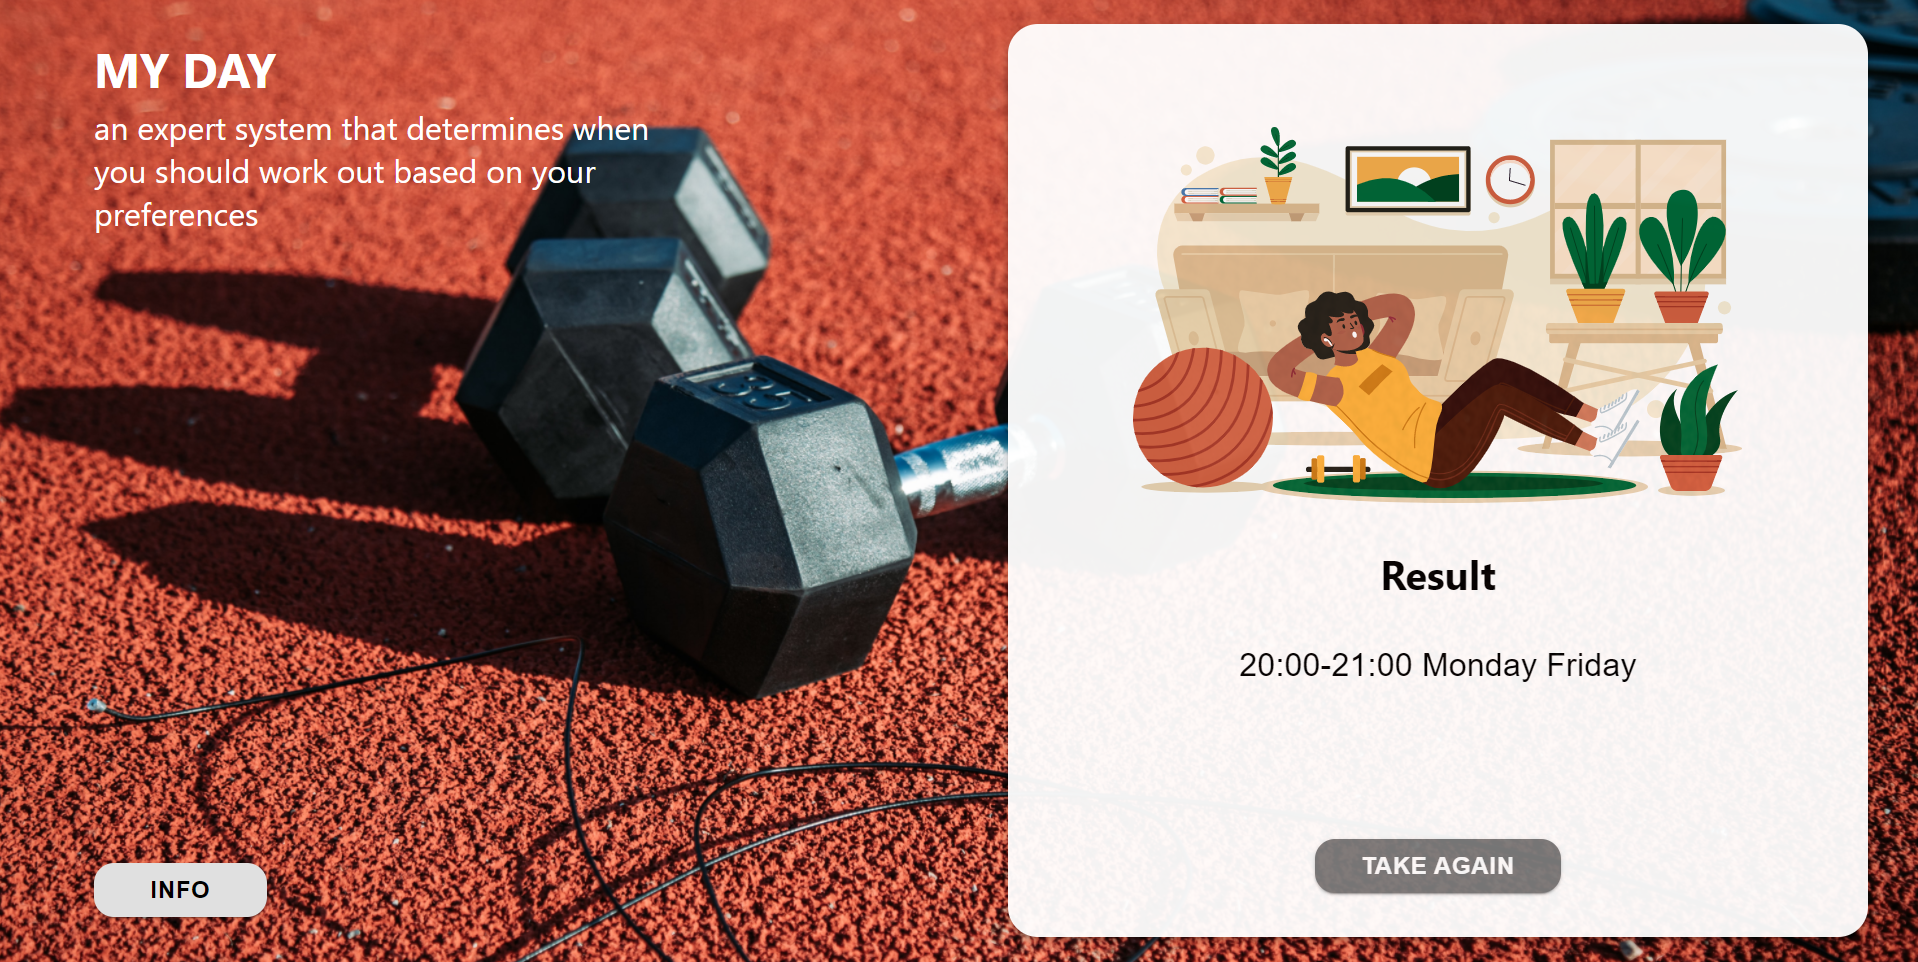 MY DAY
an expert system that determines when
you should work out based on your
preferences
INFO
Result
20:00-21:00 Monday Friday
TAKE AGAIN